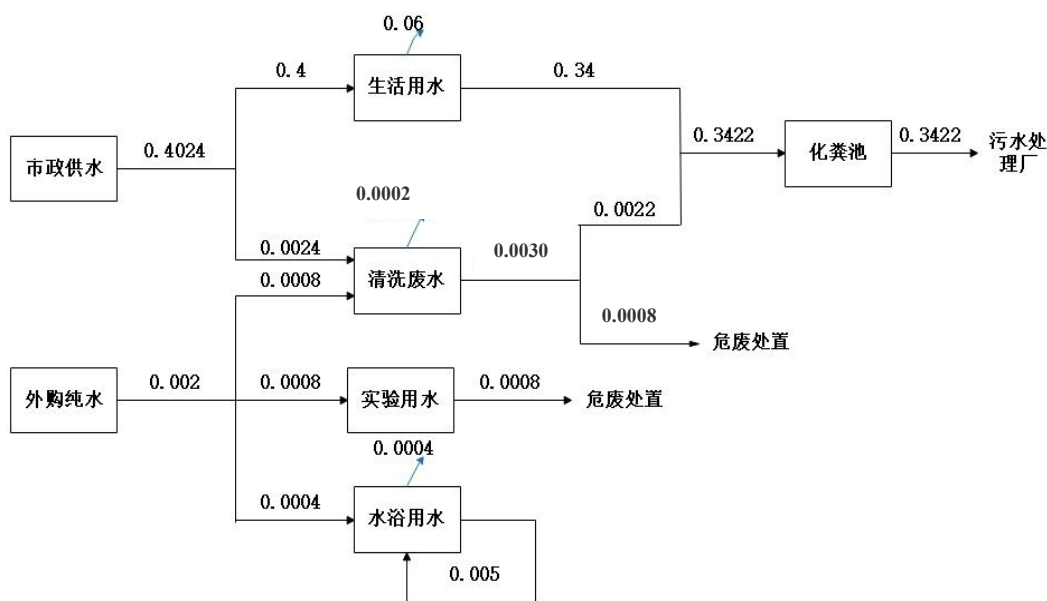 0.06
0.4
生活用水
0.34
市政供水
0.4024
0.3422
化粪池
0.3422
污水处
理厂
0.0002
0.0022
0.0024
清洗废水
0.0030
0.0008
0.0008
危废处置
外购纯水
0.002
0.0008
实验用水
0.0008
危废处置
0.0004
0.0004
水浴用水
0.005